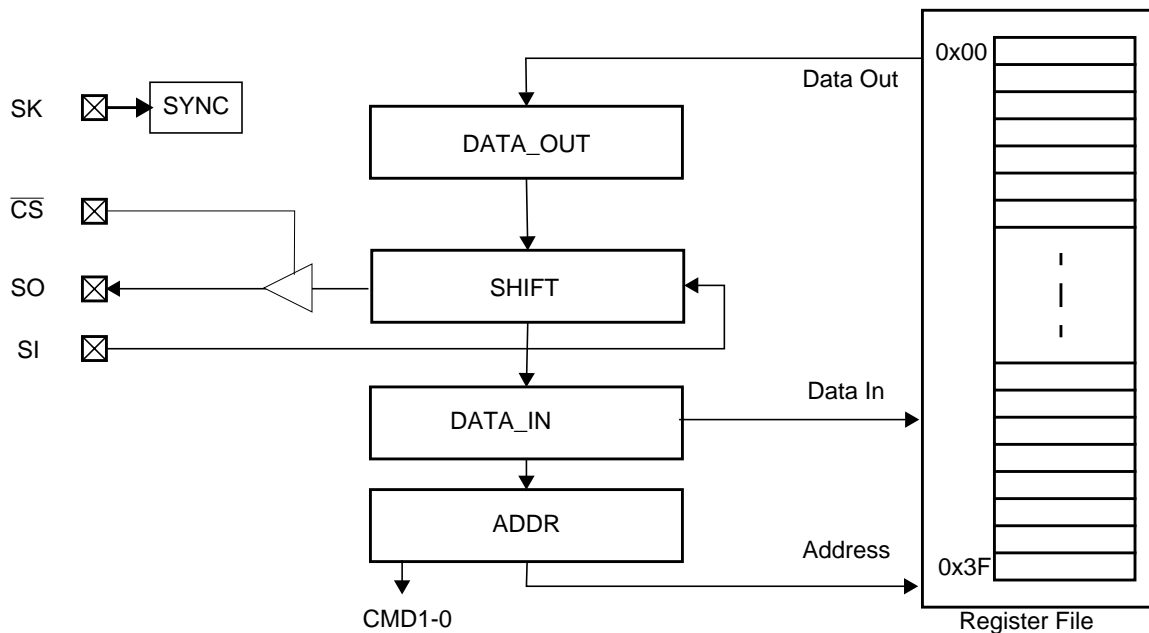 0x00
Data Out
SK
SYNC
DATA_OUT
C̅S̅
SO
SHIFT
SI
Data In
DATA_IN
ADDR
Address
0x3F
CMD1-0
Register File